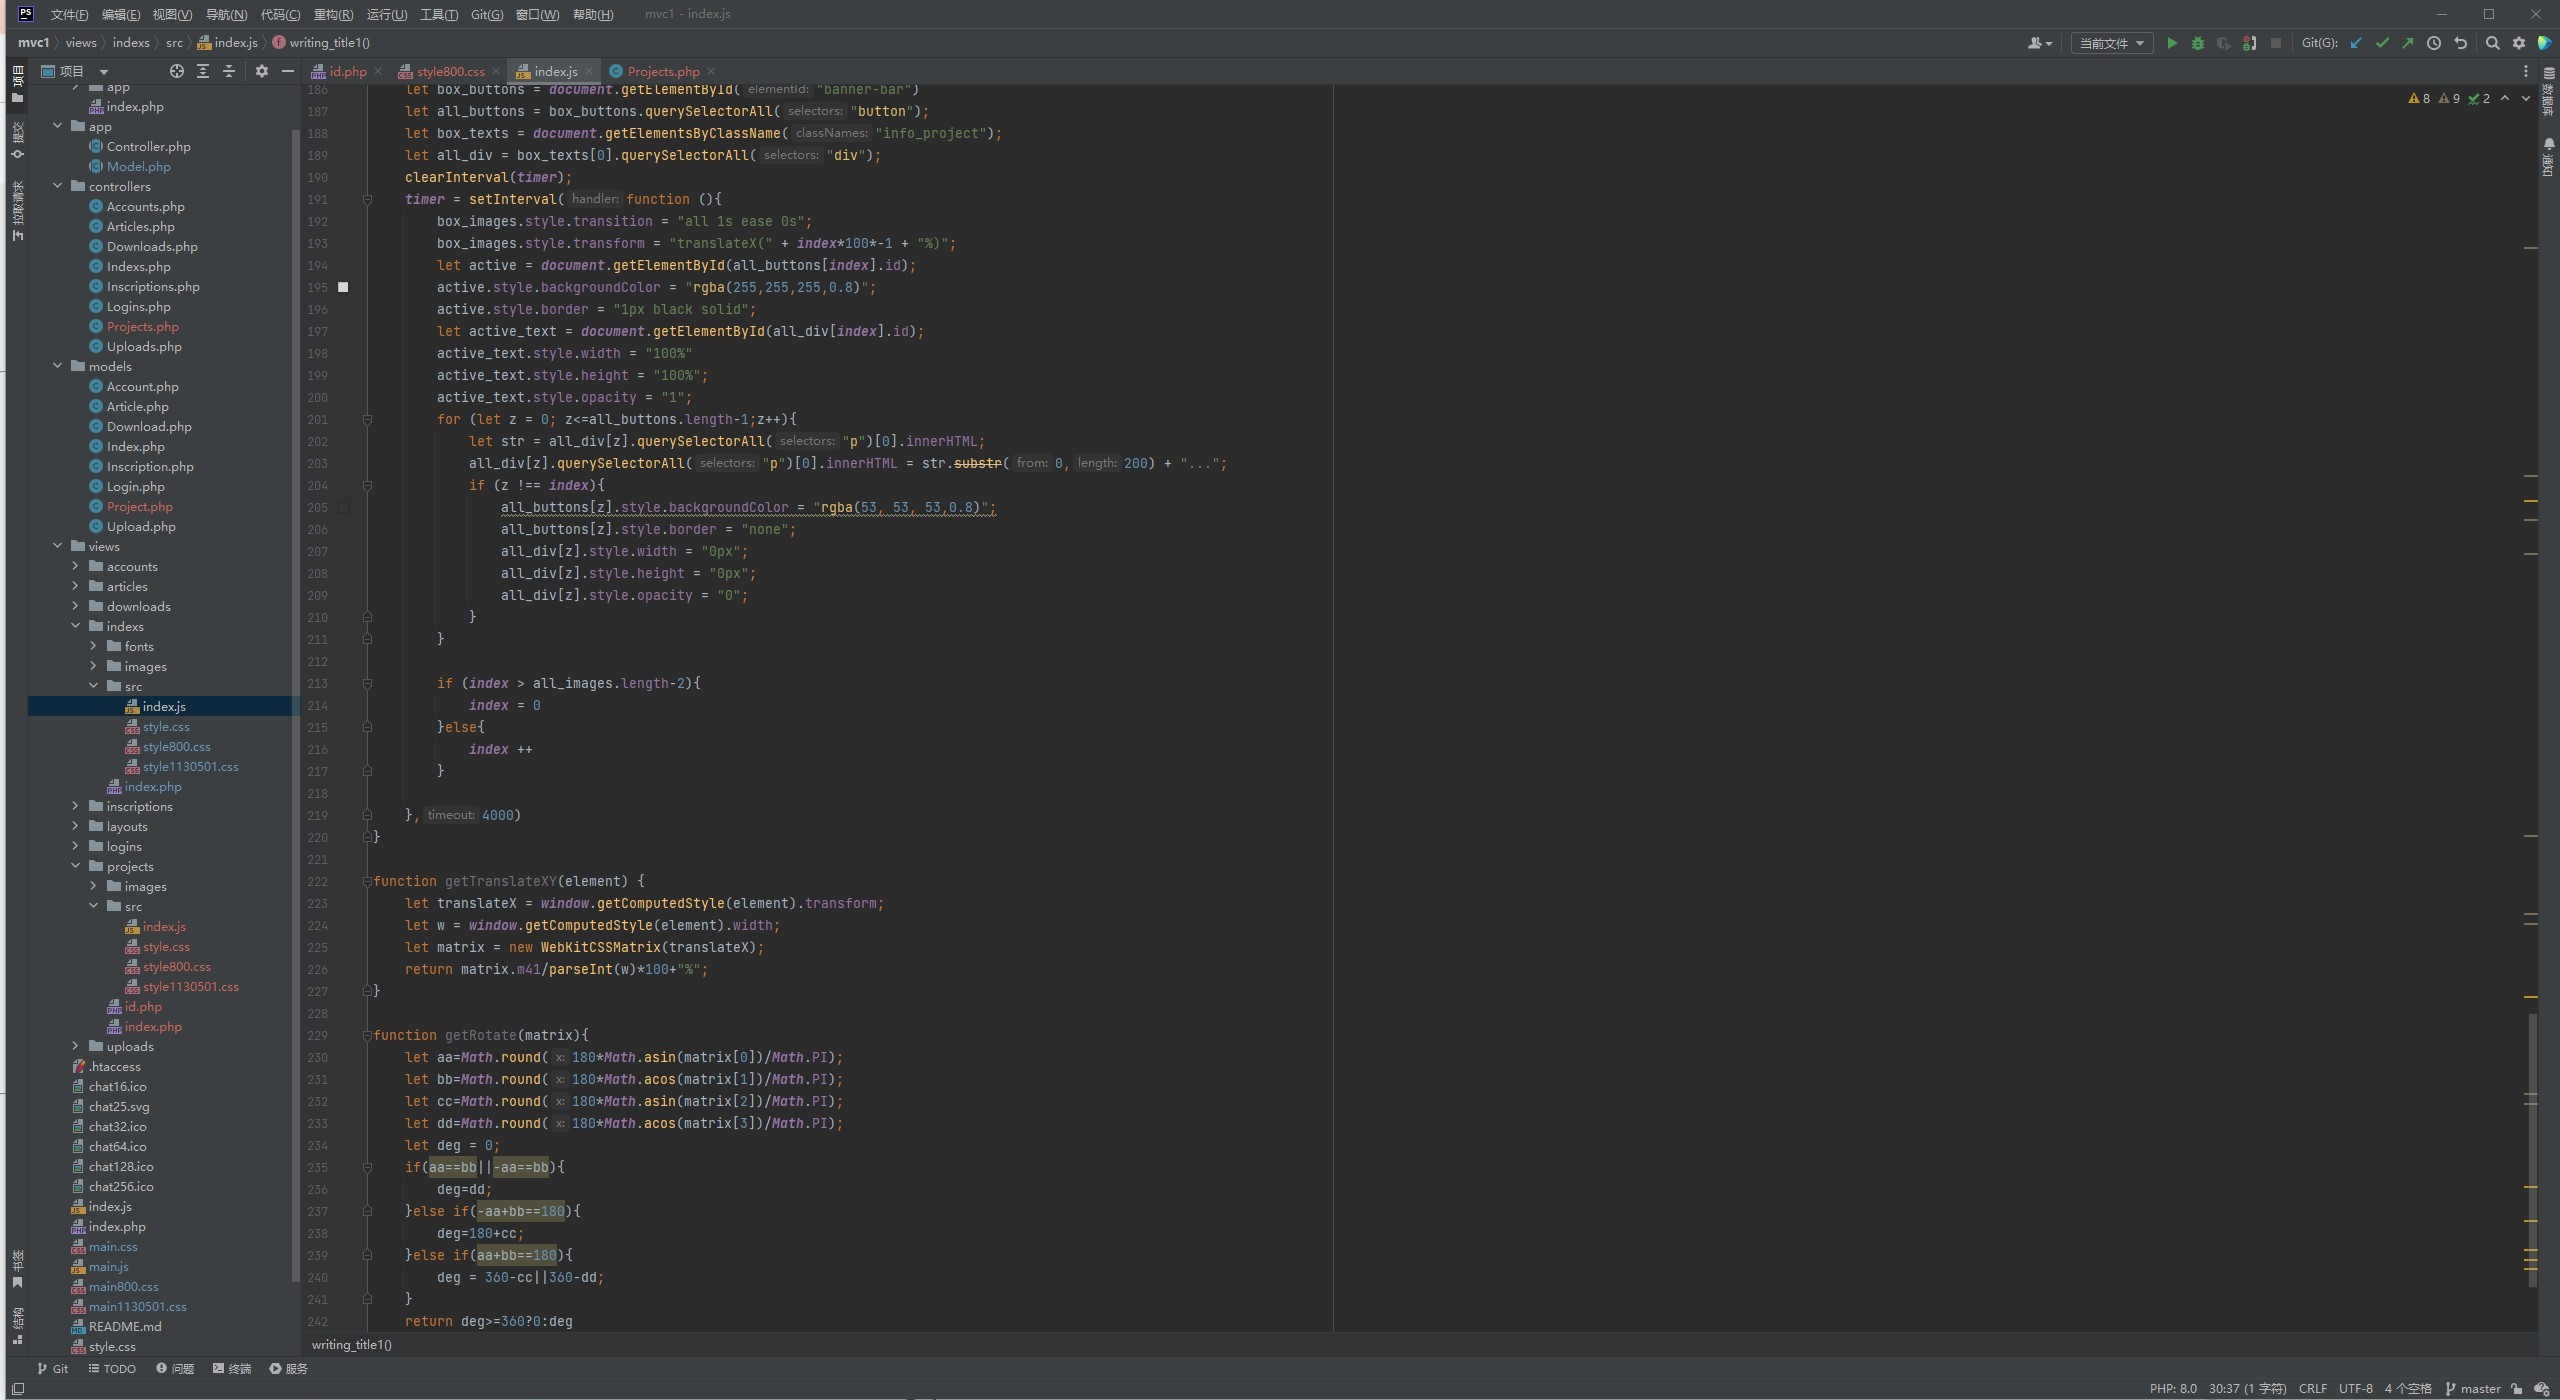 文件(F) 编辑(E) 视图(V) 导航(N) 代码(C) 重构(R) 运行(U) 工具(T) Git(G) 窗口(W) 帮助(H) mvc1 - index.js
mvc1 views indexs src index.js writing_title1() 当前文件 Git(G):
项目 id.php style800.css index.js Projects.php
项目
提交
拉取请求
书签
结构
app
index.php
app
Controller.php
Model.php
controllers
Accounts.php
Articles.php
Downloads.php
Indexs.php
Inscriptions.php
Logins.php
Projects.php
Uploads.php
models
Account.php
Article.php
Download.php
Index.php
Inscription.php
Login.php
Project.php
Upload.php
views
accounts
articles
downloads
indexs
fonts
images
src
index.js
style.css
style800.css
style1130501.css
index.php
inscriptions
layouts
logins
projects
images
src
index.js
style.css
style800.css
style1130501.css
id.php
index.php
uploads
.htaccess
chat16.ico
chat25.svg
chat32.ico
chat64.ico
chat128.ico
chat256.ico
index.js
index.php
main.css
main.js
main800.css
main1130501.css
README.md
style.css
186 let box_buttons = document.getElementById( elementId: "banner-bar")
187 let all_buttons = box_buttons.querySelectorAll( selectors: "button");
188 let box_texts = document.getElementsByClassName( classNames: "info_project");
189 let all_div = box_texts[0].querySelectorAll( selectors: "div");
190 clearInterval(timer);
191 timer = setInterval( handler: function (){
192 box_images.style.transition = "all 1s ease 0s";
193 box_images.style.transform = "translateX(" + index*100*-1 + "%)";
194 let active = document.getElementById(all_buttons[index].id);
195 active.style.backgroundColor = "rgba(255,255,255,0.8)";
196 active.style.border = "1px black solid";
197 let active_text = document.getElementById(all_div[index].id);
198 active_text.style.width = "100%"
199 active_text.style.height = "100%";
200 active_text.style.opacity = "1";
201 for (let z = 0; z<=all_buttons.length-1;z++){
202 let str = all_div[z].querySelectorAll( selectors: "p")[0].innerHTML;
203 all_div[z].querySelectorAll( selectors: "p")[0].innerHTML = str.substr( from: 0, length: 200) + "...";
204 if (z !== index){
205 all_buttons[z].style.backgroundColor = "rgba(53, 53, 53,0.8)";
206 all_buttons[z].style.border = "none";
207 all_div[z].style.width = "0px";
208 all_div[z].style.height = "0px";
209 all_div[z].style.opacity = "0";
210 }
211 }
212
213 if (index > all_images.length-2){
214 index = 0
215 }else{
216 index ++
217 }
218
219 }, timeout: 4000)
220 }
221
222 function getTranslateXY(element) {
223 let translateX = window.getComputedStyle(element).transform;
224 let w = window.getComputedStyle(element).width;
225 let matrix = new WebKitCSSMatrix(translateX);
226 return matrix.m41/parseInt(w)*100+"%";
227 }
228
229 function getRotate(matrix){
230 let aa=Math.round( x: 180*Math.asin(matrix[0])/Math.PI);
231 let bb=Math.round( x: 180*Math.acos(matrix[1])/Math.PI);
232 let cc=Math.round( x: 180*Math.asin(matrix[2])/Math.PI);
233 let dd=Math.round( x: 180*Math.acos(matrix[3])/Math.PI);
234 let deg = 0;
235 if(aa==bb||-aa==bb){
236 deg=dd;
237 }else if(-aa+bb==180){
238 deg=180+cc;
239 }else if(aa+bb==180){
240 deg = 360-cc||360-dd;
241 }
242 return deg>=360?0:deg
8 9 2
数据库
通知
writing_title1()
Git TODO 问题 终端 服务
PHP: 8.0 30:37 (1 字符) CRLF UTF-8 4 个空格 master